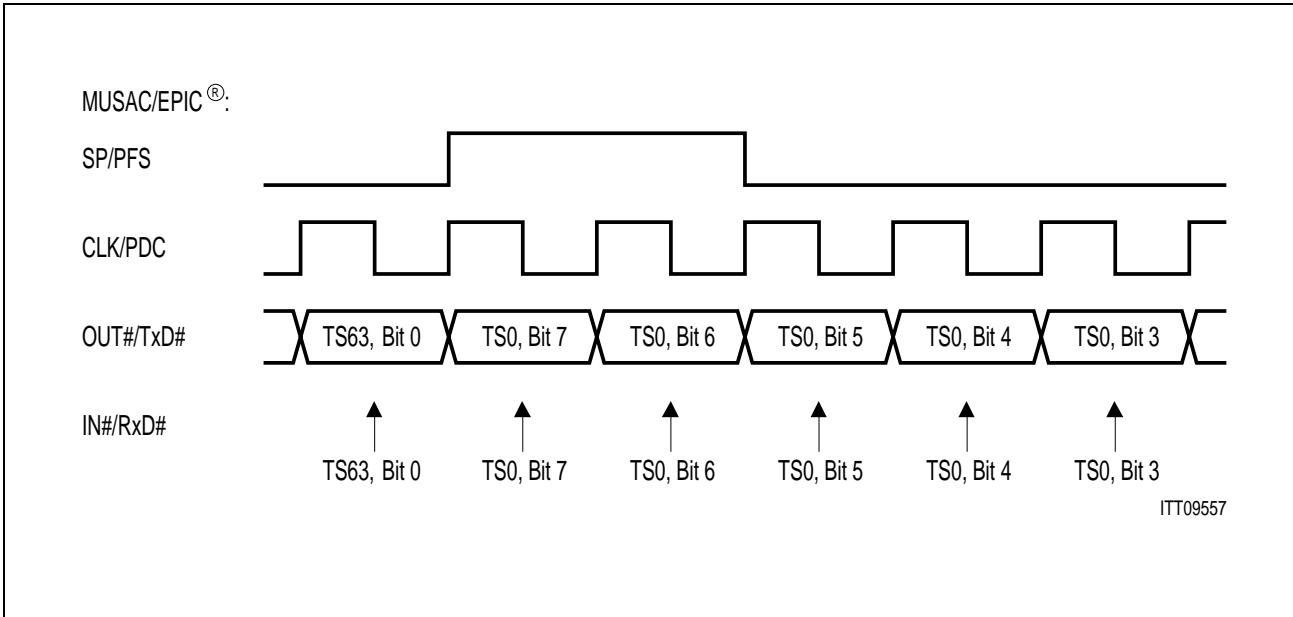 MUSAC/EPIC ®:
SP/PFS
CLK/PDC
OUT#/TxD# TS63, Bit 0 TS0, Bit 7 TS0, Bit 6 TS0, Bit 5 TS0, Bit 4 TS0, Bit 3
IN#/RxD#
TS63, Bit 0 TS0, Bit 7 TS0, Bit 6 TS0, Bit 5 TS0, Bit 4 TS0, Bit 3
ITT09557